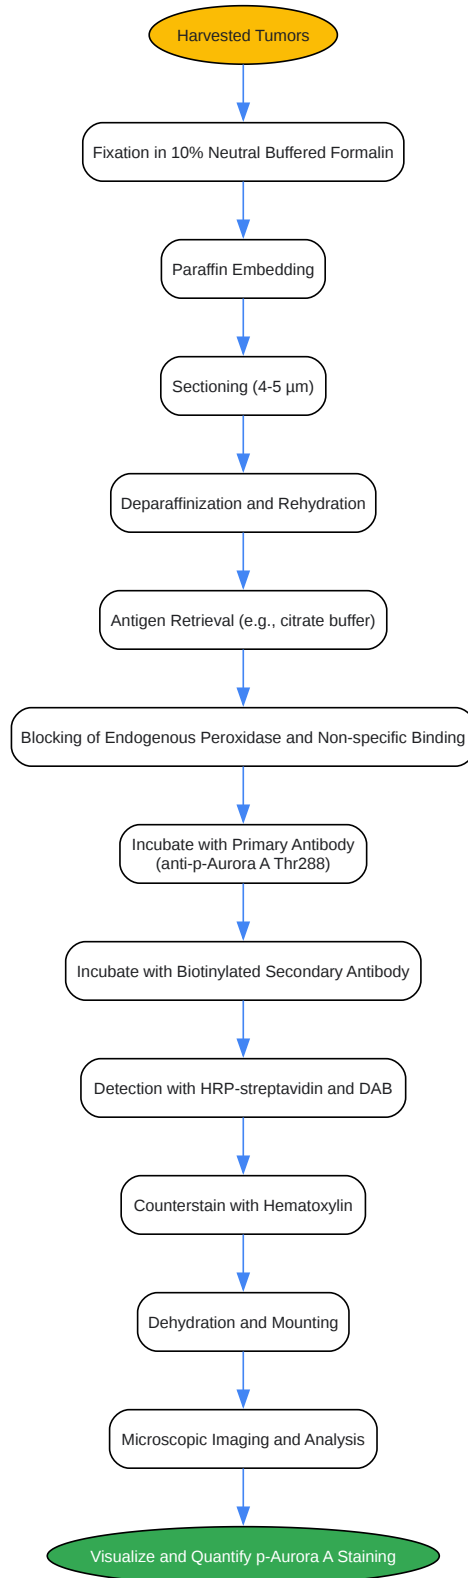 Harvested Tumors
Fixation in 10% Neutral Buffered Formalin
Paraffin Embedding
Sectioning (4-5 µm)
Deparaffinization and Rehydration
Antigen Retrieval (e.g., citrate buffer)
Blocking of Endogenous Peroxidase and Non-specific Binding
Incubate with Primary Antibody
(anti-p-Aurora A Thr288)
Incubate with Biotinylated Secondary Antibody
Detection with HRP-streptavidin and DAB
Counterstain with Hematoxylin
Dehydration and Mounting
Microscopic Imaging and Analysis
Visualize and Quantify p-Aurora A Staining